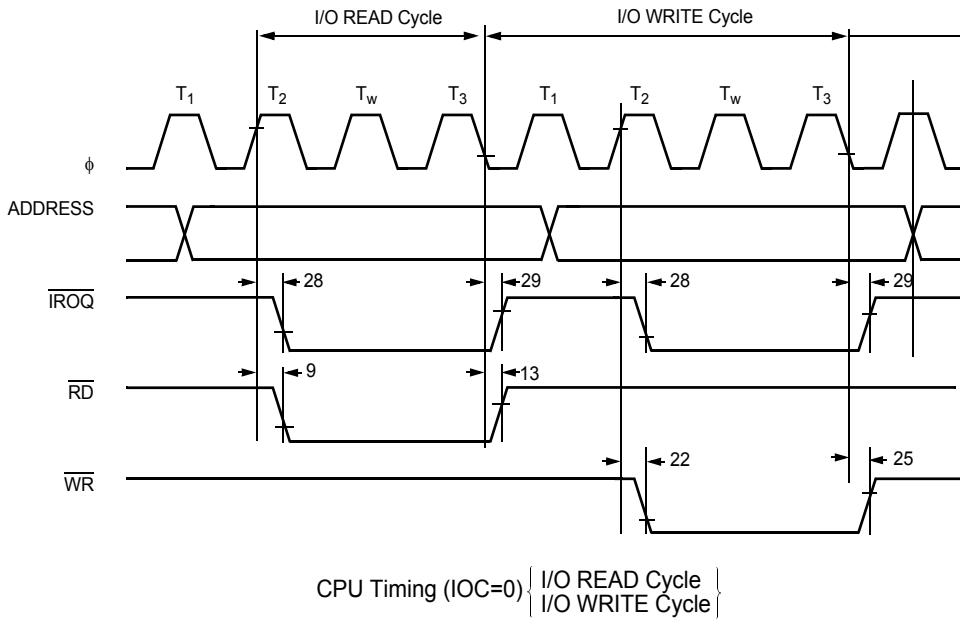 I/O READ Cycle I/O WRITE Cycle
T1 T2 Tw T3 T1 T2 Tw T3
ϕ
ADDRESS
28 29 28 29
IROQ
9 13
RD
22 25
WR
CPU Timing (IOC=0) { I/O READ Cycle
I/O WRITE Cycle }